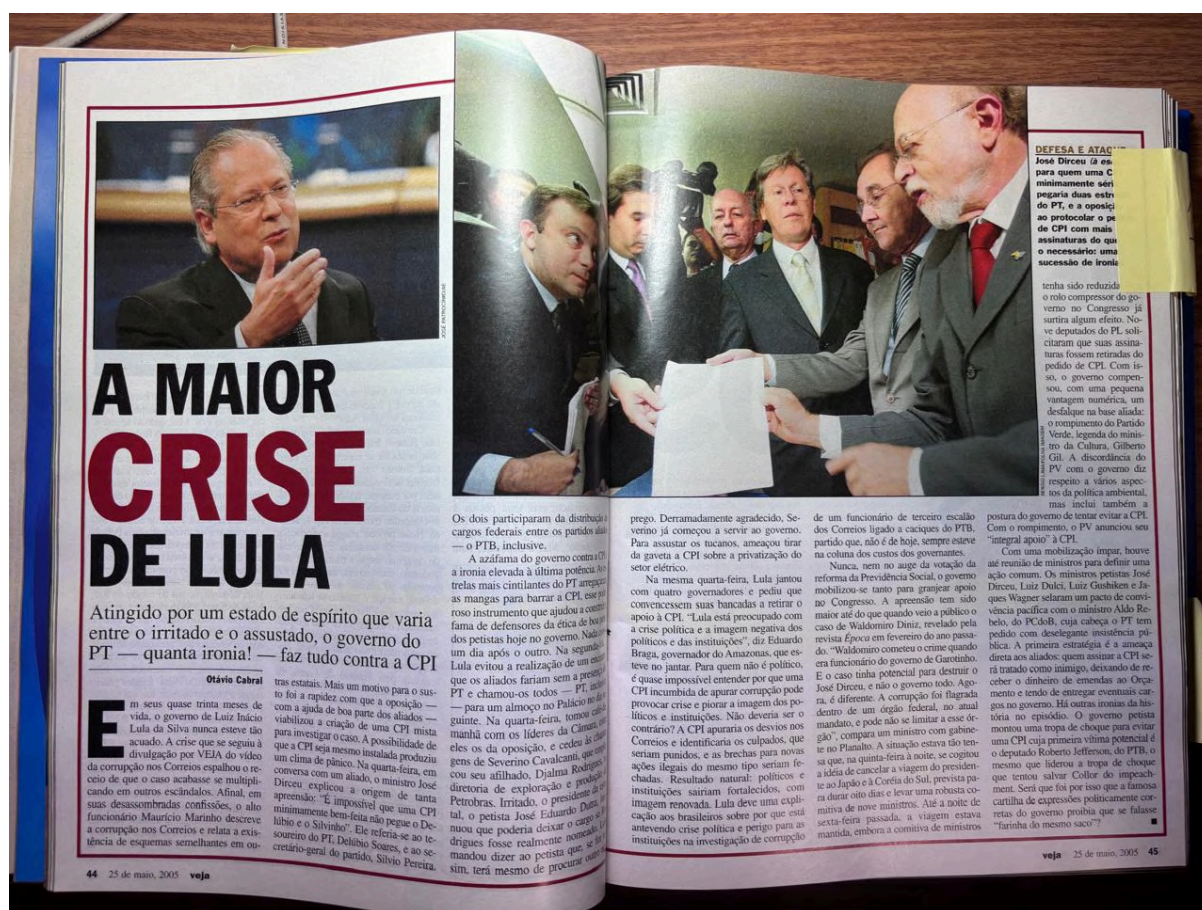 JOSÉ PATROCÍNIO/AE
A MAIOR
CRISE
DE LULA
Atingido por um estado de espírito que varia
entre o irritado e o assustado, o governo do
PT — quanta ironia! — faz tudo contra a CPI
Otávio Cabral
Em seus quase trinta meses de
vida, o governo de Luiz Inácio
Lula da Silva nunca esteve tão
acuado. A crise que se seguiu à
divulgação por VEJA do vídeo
da corrupção nos Correios espalhou o re-
ceio de que o caso acabasse se multipli-
cando em outros escândalos. Afinal, em
suas desassombradas confissões, o alto
funcionário Maurício Marinho descreve
a corrupção nos Correios e relata a exis-
tência de esquemas semelhantes em ou-
tras estatais. Mais um motivo para o sus-
to foi a rapidez com que a oposição —
com a ajuda de boa parte dos aliados —
viabilizou a criação de uma CPI mista
para investigar o caso. A possibilidade de
que a CPI seja mesmo instalada produziu
um clima de pânico. Na quarta-feira, em
conversa com um aliado, o ministro José
Dirceu explicou a origem de tanta
apreensão: "É impossível que uma CPI
minimamente bem-feita não pegue o De-
lúbio e o Silvinho". Ele referia-se ao te-
soureiro do PT, Delúbio Soares, e ao se-
cretário-geral do partido, Silvio Pereira.
Os dois participaram da distribuição
cargos federais entre os partidos
— o PTB, inclusive.
A azáfama do governo contra a
a ironia elevada à última potência.
trelas mais cintilantes do PT
as mangas para barrar a CPI, esse
roso instrumento que ajudou a
fama de defensores da ética de boa
dos petistas hoje no governo. Nada
um dia após o outro. Na segunda
Lula evitou a realização de um
que os aliados fariam sem a
PT e chamou-os todos — PT,
— para um almoço no Palácio no
guinte. Na quarta-feira, tomou café
manhã com os líderes da Câmara,
eles os da oposição, e cedeu às
gens de Severino Cavalcanti, que
cou seu afilhado, Djalma Rodrigues,
diretoria de exploração e produção
Petrobras. Irritado, o presidente da
tal, o petista José Eduardo Dutra,
nuou que poderia deixar o cargo se
drigues fosse realmente nomeado.
mandou dizer ao petista que, se
sim, terá mesmo de procurar outro
44 25 de maio, 2005 veja
prego. Derramadamente agradecido, Se-
verino já começou a servir ao governo.
Para assustar os tucanos, ameaçou tirar
da gaveta a CPI sobre a privatização do
setor elétrico.
Na mesma quarta-feira, Lula jantou
com quatro governadores e pediu que
convencessem suas bancadas a retirar o
apoio à CPI. "Lula está preocupado com
a crise política e a imagem negativa dos
políticos e das instituições", diz Eduardo
Braga, governador do Amazonas, que es-
teve no jantar. Para quem não é político,
é quase impossível entender por que uma
CPI incumbida de apurar corrupção pode
provocar crise e piorar a imagem dos po-
líticos e instituições. Não deveria ser o
contrário? A CPI apuraria os desvios nos
Correios e identificaria os culpados, que
seriam punidos, e as brechas para novas
ações ilegais do mesmo tipo seriam fe-
chadas. Resultado natural: políticos e
instituições sairiam fortalecidos, com
imagem renovada. Lula deve uma expli-
cação aos brasileiros sobre por que está
antevendo crise política e perigo para as
instituições na investigação de corrupção
de um funcionário de terceiro escalão
dos Correios ligado a caciques do PTB,
partido que, não é de hoje, sempre esteve
na coluna dos custos dos governantes.
Nunca, nem no auge da votação da
reforma da Previdência Social, o governo
mobilizou-se tanto para granjear apoio
no Congresso. A apreensão tem sido
maior até do que quando veio a público o
caso de Waldomiro Diniz, revelado pela
revista Época em fevereiro do ano passa-
do. "Waldomiro cometeu o crime quando
era funcionário do governo de Garotinho.
E o caso tinha potencial para destruir o
José Dirceu, e não o governo todo. Ago-
ra, é diferente. A corrupção foi flagrada
dentro de um órgão federal, no atual
mandato, e pode não se limitar a esse ór-
gão", compara um ministro com gabine-
te no Planalto. A situação estava tão ten-
sa que, na quinta-feira à noite, se cogitou
a idéia de cancelar a viagem do presiden-
te ao Japão e à Coréia do Sul, prevista pa-
ra durar oito dias e levar uma robusta co-
mitiva de nove ministros. Até a noite de
sexta-feira passada, a viagem estava
mantida, embora a comitiva de ministros
DEFESA E ATAQUE
José Dirceu (à
para quem uma
minimamente
pegaria duas
do PT, e a
ao protocolar o
de CPI com mais
assinaturas do que
o necessário: uma
sucessão de
tenha sido reduzida
o rolo compressor do go-
verno no Congresso já
surtira algum efeito. No-
ve deputados do PL soli-
citaram que suas assina-
turas fossem retiradas do
pedido de CPI. Com is-
so, o governo compen-
sou, com uma pequena
vantagem numérica, um
desfalque na base aliada:
o rompimento do Partido
Verde, legenda do minis-
tro da Cultura, Gilberto
Gil. A discordância do
PV com o governo diz
respeito a vários aspec-
tos da política ambiental,
mas inclui também a
postura do governo de tentar evitar a CPI.
Com o rompimento, o PV anunciou seu
"integral apoio" à CPI.
Com uma mobilização ímpar, houve
até reunião de ministros para definir uma
ação comum. Os ministros petistas José
Dirceu, Luiz Dulci, Luiz Gushiken e Ja-
ques Wagner selaram um pacto de convi-
vência pacífica com o ministro Aldo Re-
belo, do PCdoB, cuja cabeça o PT tem
pedido com deselegante insistência pú-
blica. A primeira estratégia é a ameaça
direta aos aliados: quem assinar a CPI se-
rá tratado como inimigo, deixando de re-
ceber o dinheiro de emendas ao Orça-
mento e tendo de entregar eventuais car-
gos no governo. Há outras ironias da his-
tória no episódio. O governo petista
montou uma tropa de choque para evitar
uma CPI cuja primeira vítima potencial é
o deputado Roberto Jefferson, do PTB, o
mesmo que liderou a tropa de choque
que tentou salvar Collor do impeach-
ment. Será que foi por isso que a famosa
cartilha de expressões politicamente cor-
retas do governo proibia que se falasse
"farinha do mesmo saco"?
veja 25 de maio, 2005 45